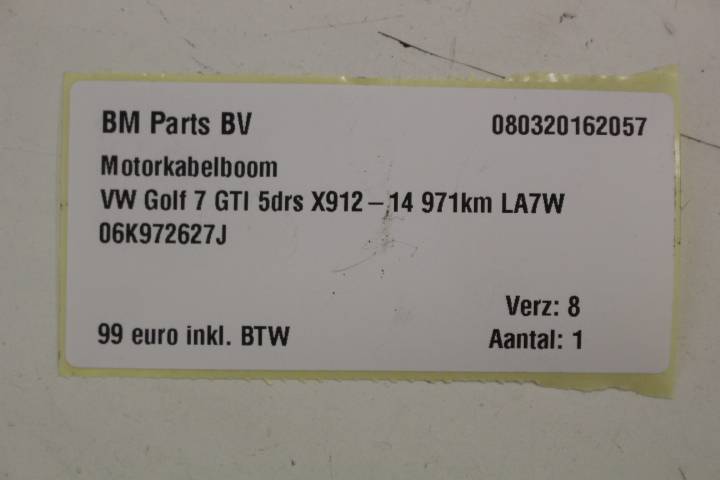 BM Parts BV 080320162057
Motorkabelboom
VW Golf 7 GTI 5drs X912 – 14 971km LA7W
06K972627J
Verz: 8
99 euro inkl. BTW Aantal: 1